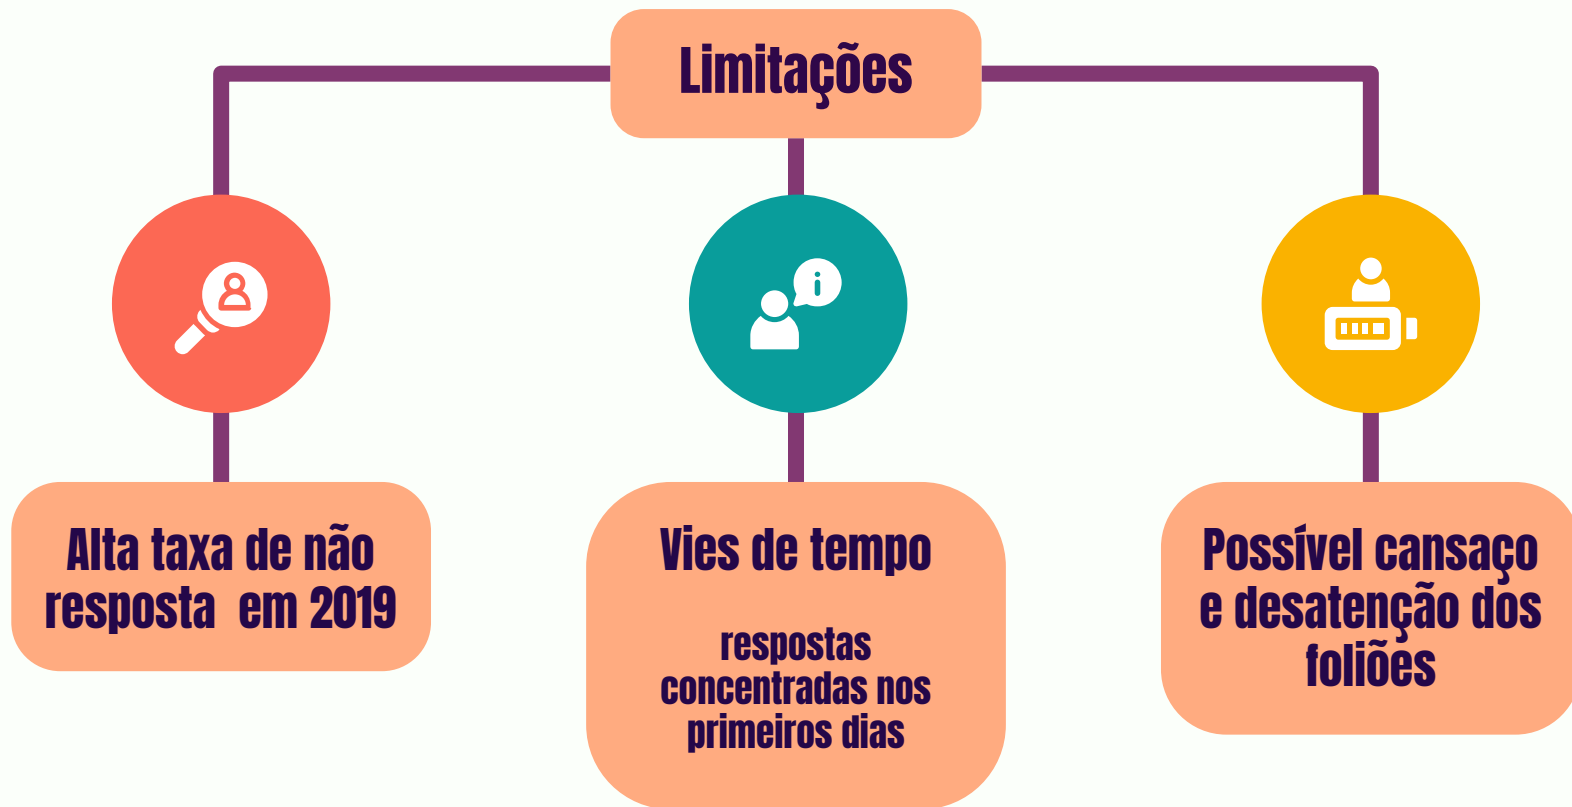 Limitações
Alta taxa de não
resposta em 2019
Vies de tempo
respostas
concentradas nos
primeiros dias
Possível cansaço
e desatenção dos
foliões